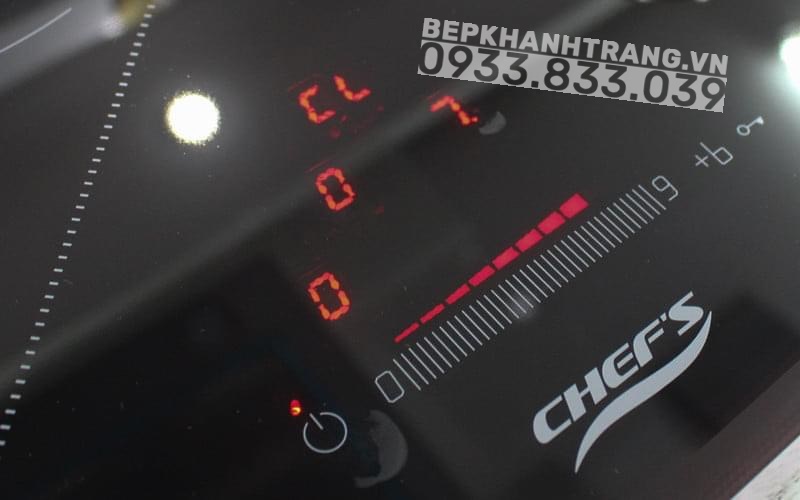 BEPKHANHTRANG.VN
0933.833.039
CL
7.
0
0
9
+b
0
CHEF'S